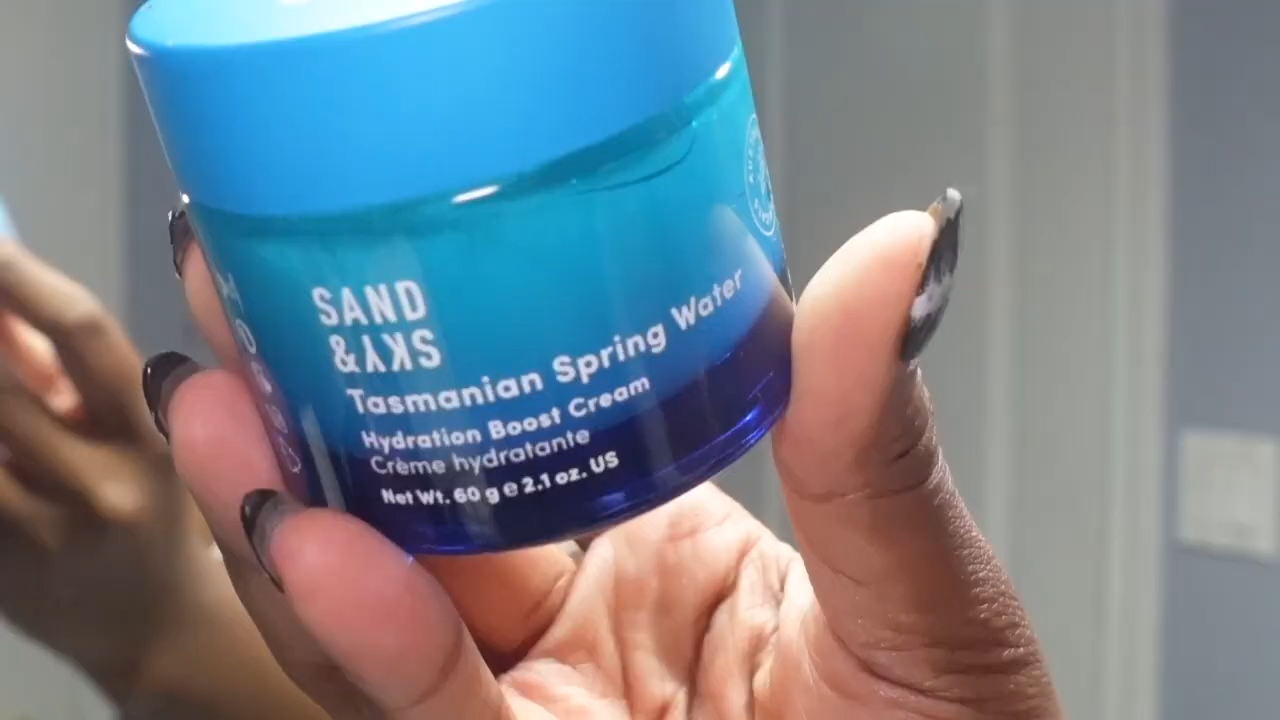 SAND
&SKY
Tasmanian Spring Water
Hydration Boost Cream
Crème hydratante
Net Wt. 60 g e 2.1 oz. US